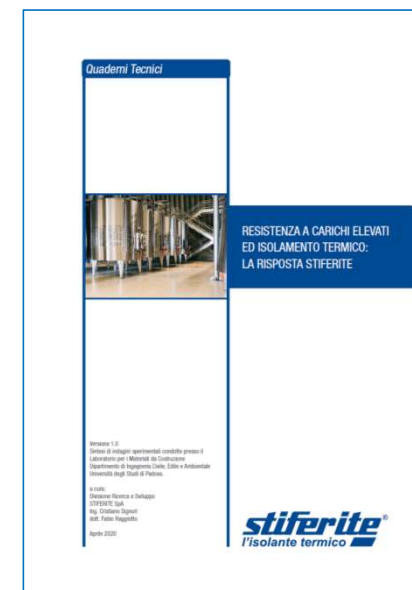 Quaderni Tecnici
RESISTENZA A CARICHI ELEVATI
ED ISOLAMENTO TERMICO:
LA RISPOSTA STIFERITE
Versione 1.0
Sintesi di indagini sperimentali condotte presso il
Laboratorio per i Materiali da Costruzione
Dipartimento di Ingegneria Civile, Edile e Ambientale
Università degli Studi di Padova.
a cura:
Divisione Ricerca e Sviluppo
STIFERITE SpA
Ing. Cristiano Signori
dott. Fabio Raggiotto
Aprile 2020
stiferite®
l'isolante termico